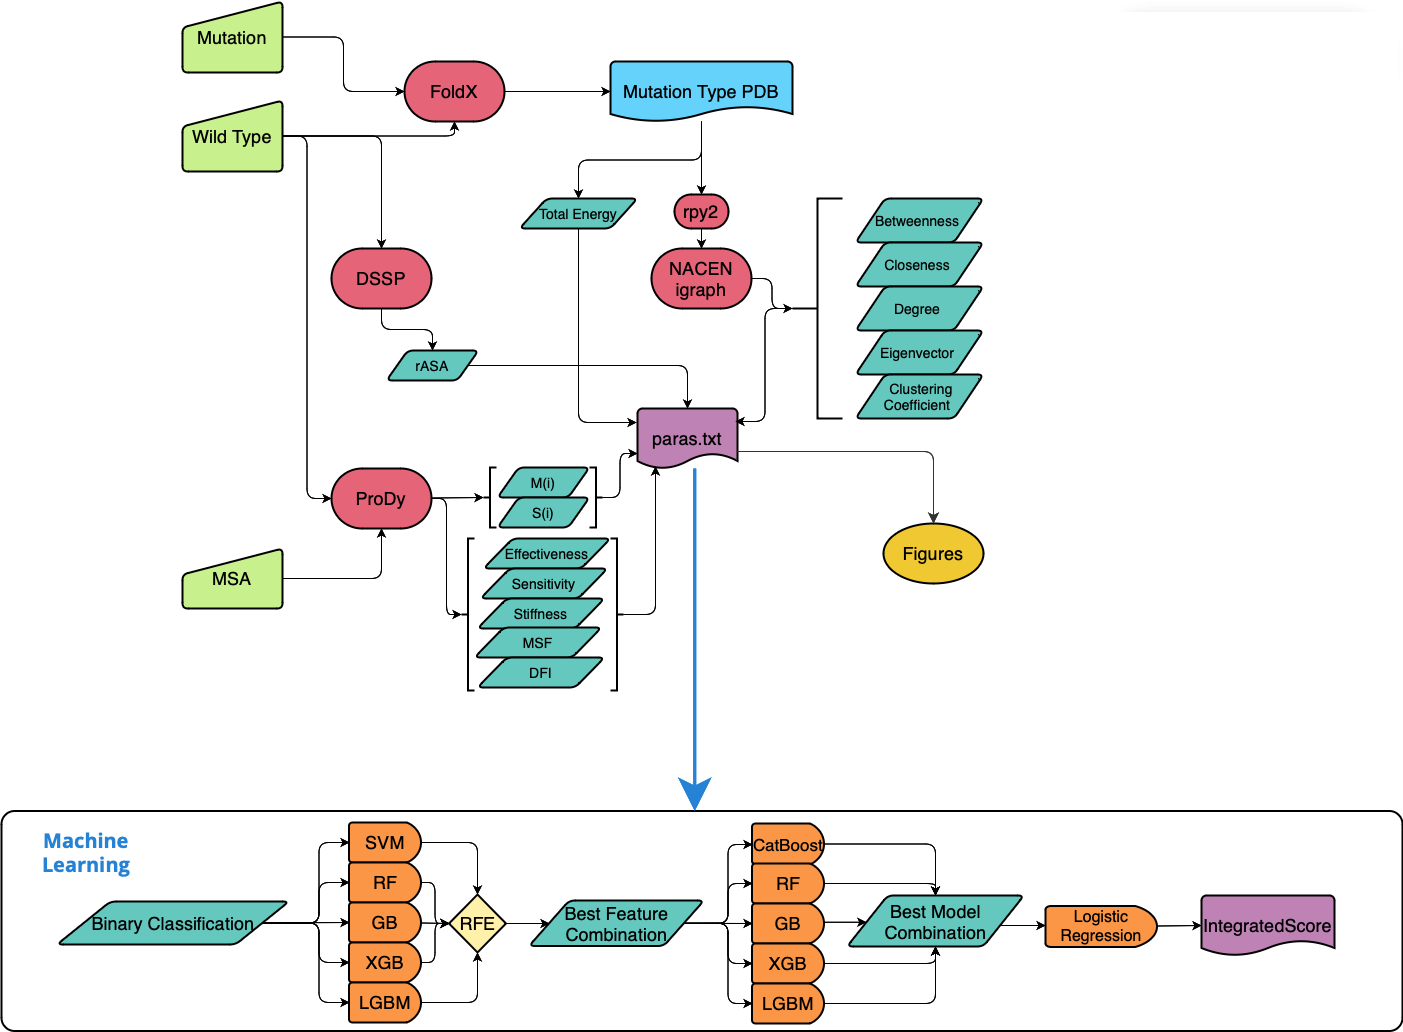 Mutation
FoldX
Mutation Type PDB
Wild Type
Total Energy
rpy2
Betweenness
DSSP
NACEN
igraph
Closeness
Degree
Eigenvector
rASA
Clustering
Coefficient
paras.txt
ProDy
M(i)
S(i)
Figures
MSA
Effectiveness
Sensitivity
Stiffness
MSF
DFI
Machine
Learning
Binary Classification
SVM
RF
GB
XGB
LGBM
RFE
Best Feature
Combination
CatBoost
RF
GB
XGB
LGBM
Best Model
Combination
Logistic
Regression
IntegratedScore